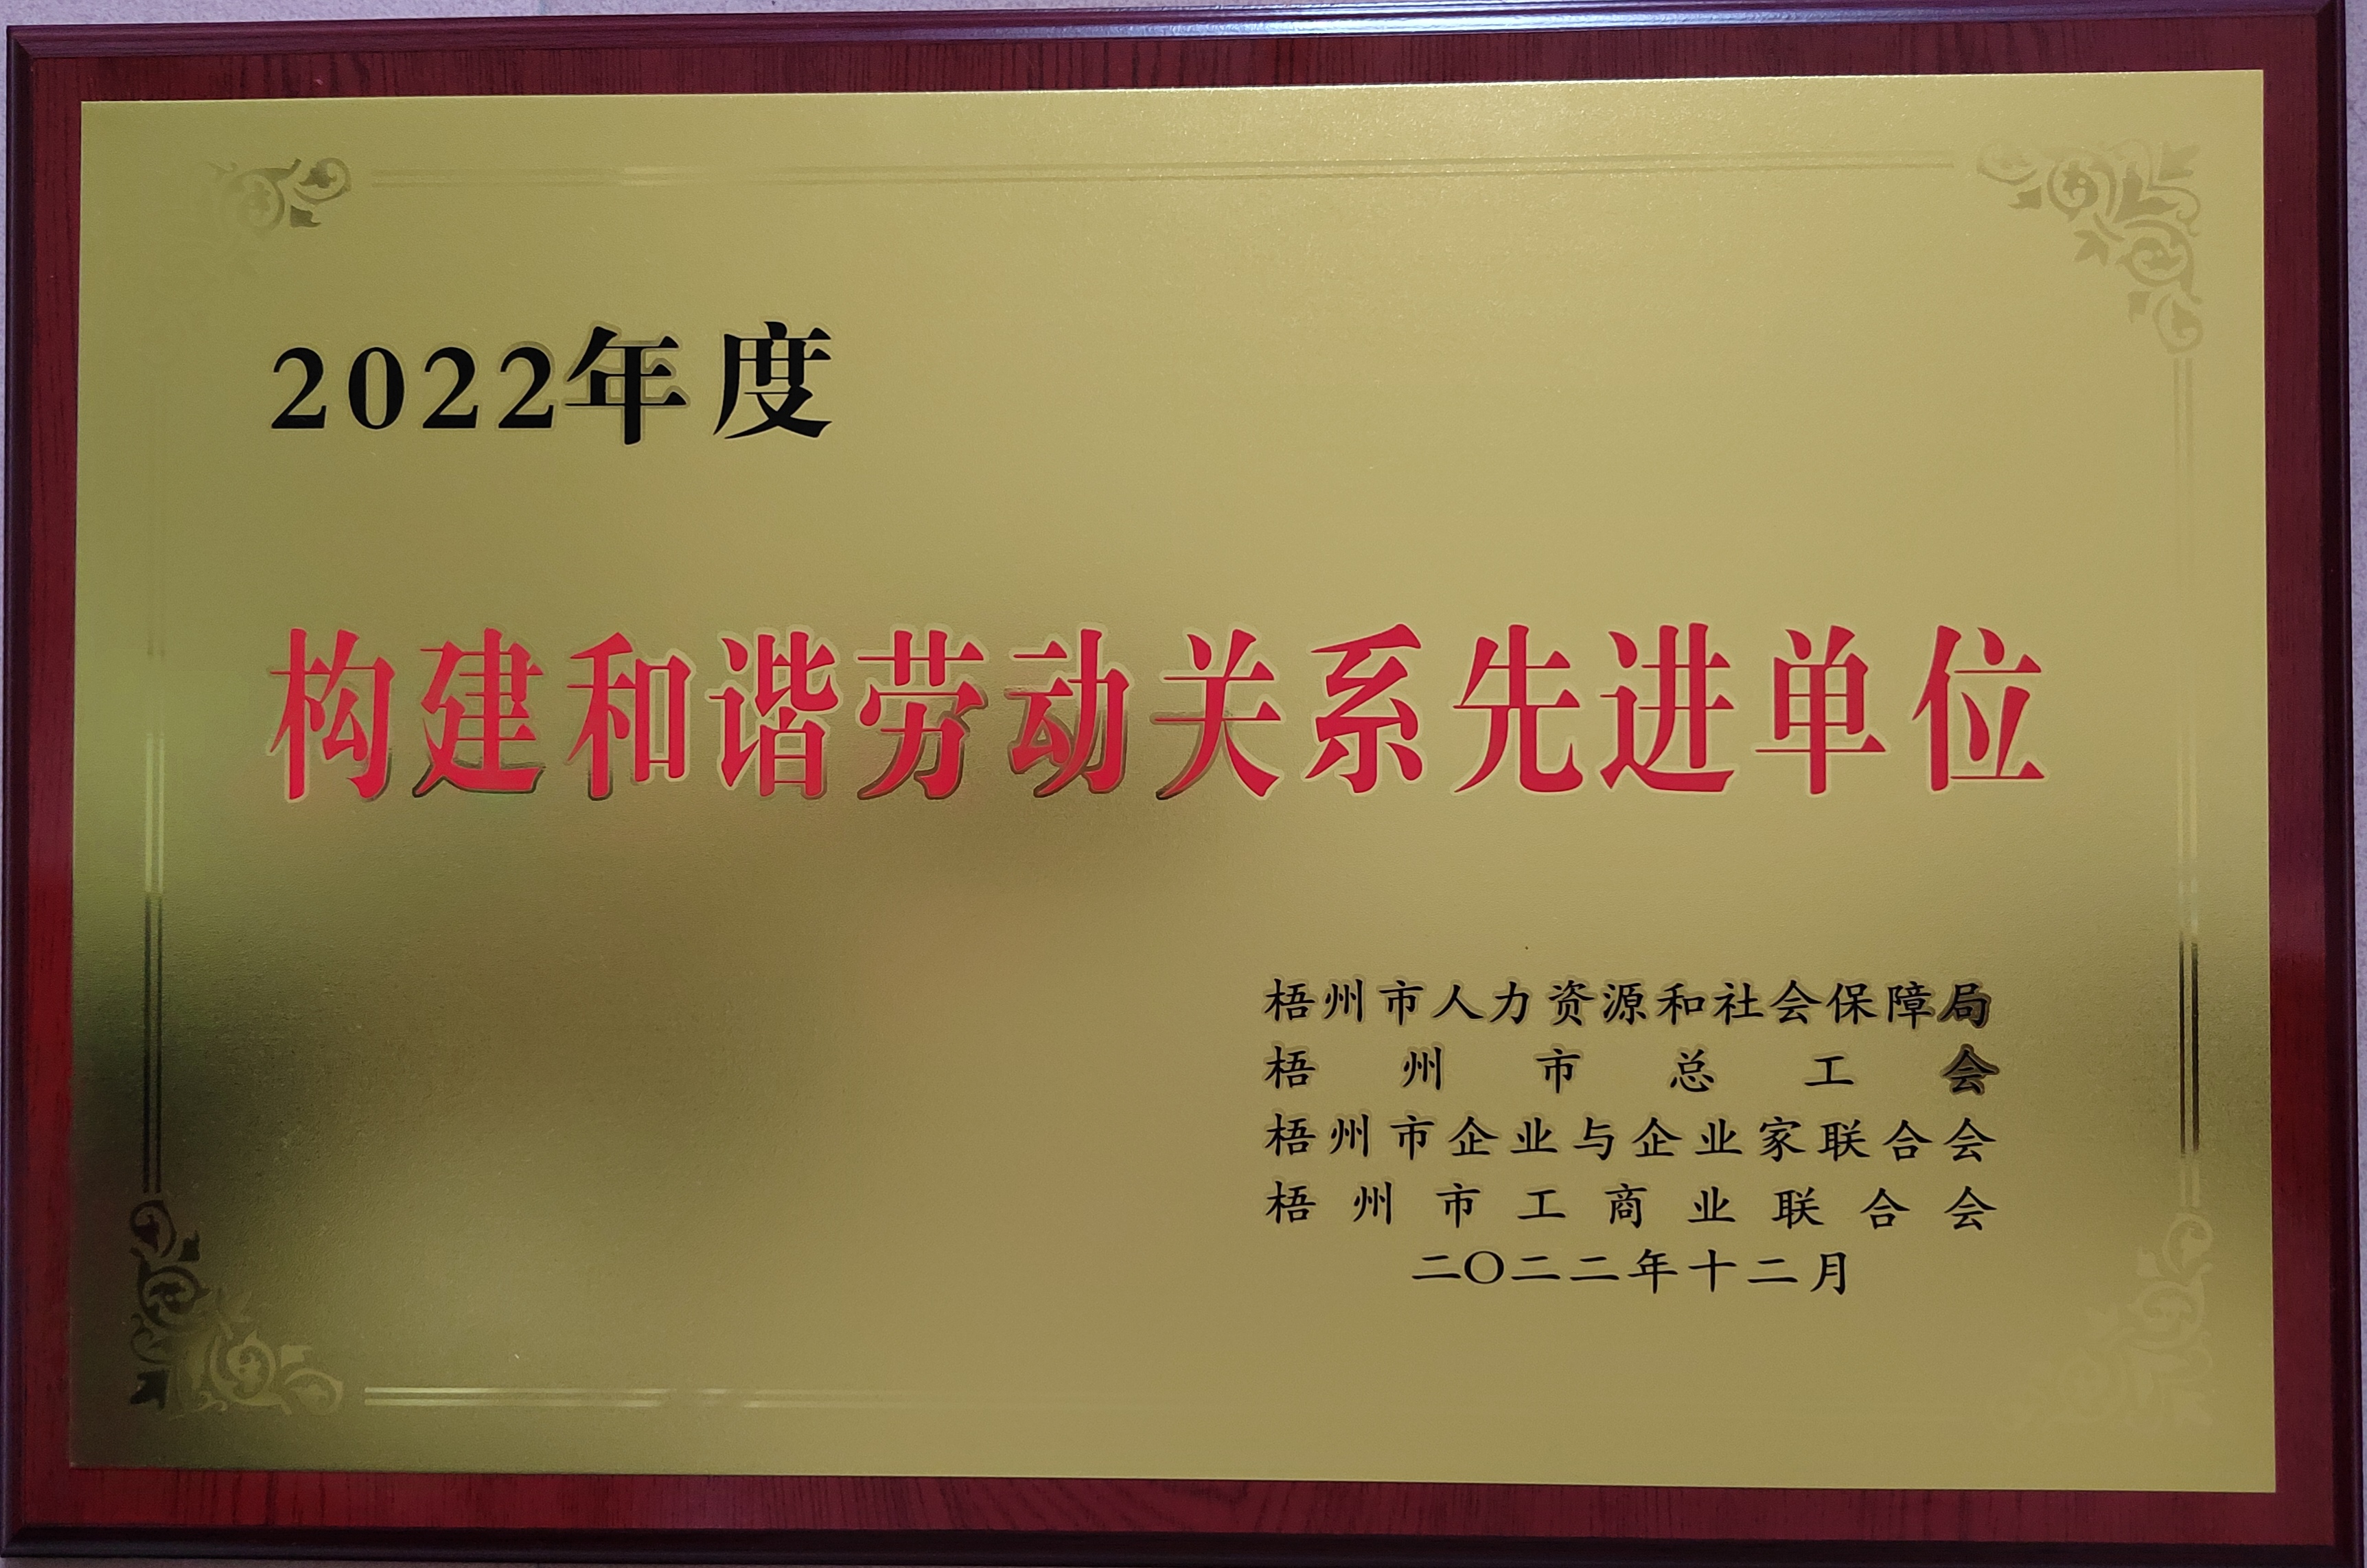 2022年度
构建和谐劳动关系先进单位
梧州市人力资源和社会保障局
梧州市总工会
梧州市企业与企业家联合会
梧州市工商业联合会
二〇二二年十二月